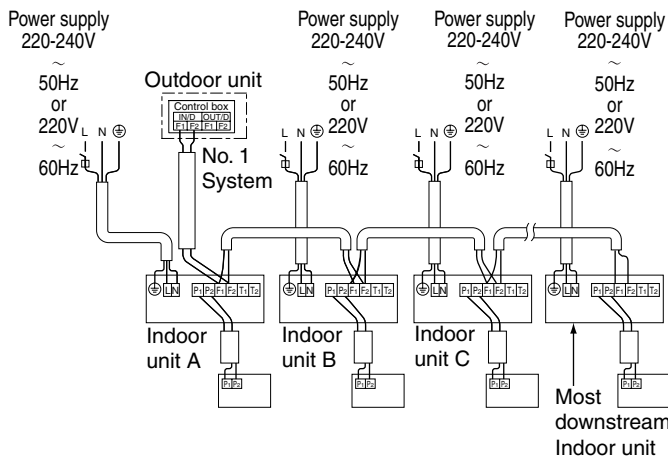 Power supply
220-240V
~
50Hz
or
220V
~
60Hz
L N
Outdoor unit
Control box
IN/D OUT/D
F1 F2 F1 F2
No. 1
System
Power supply
220-240V
~
50Hz
or
220V
~
60Hz
L N
Power supply
220-240V
~
50Hz
or
220V
~
60Hz
L N
Power supply
220-240V
~
50Hz
or
220V
~
60Hz
L N
L N
P1 P2 F1 F2 T1 T2
L N
P1 P2 F1 F2 T1 T2
L N
P1 P2 F1 F2 T1 T2
L N
P1 P2 F1 F2 T1 T2
Indoor
unit A
Indoor
unit B
Indoor
unit C
P1 P2
P1 P2
P1 P2
P1 P2
Most
downstream
Indoor unit